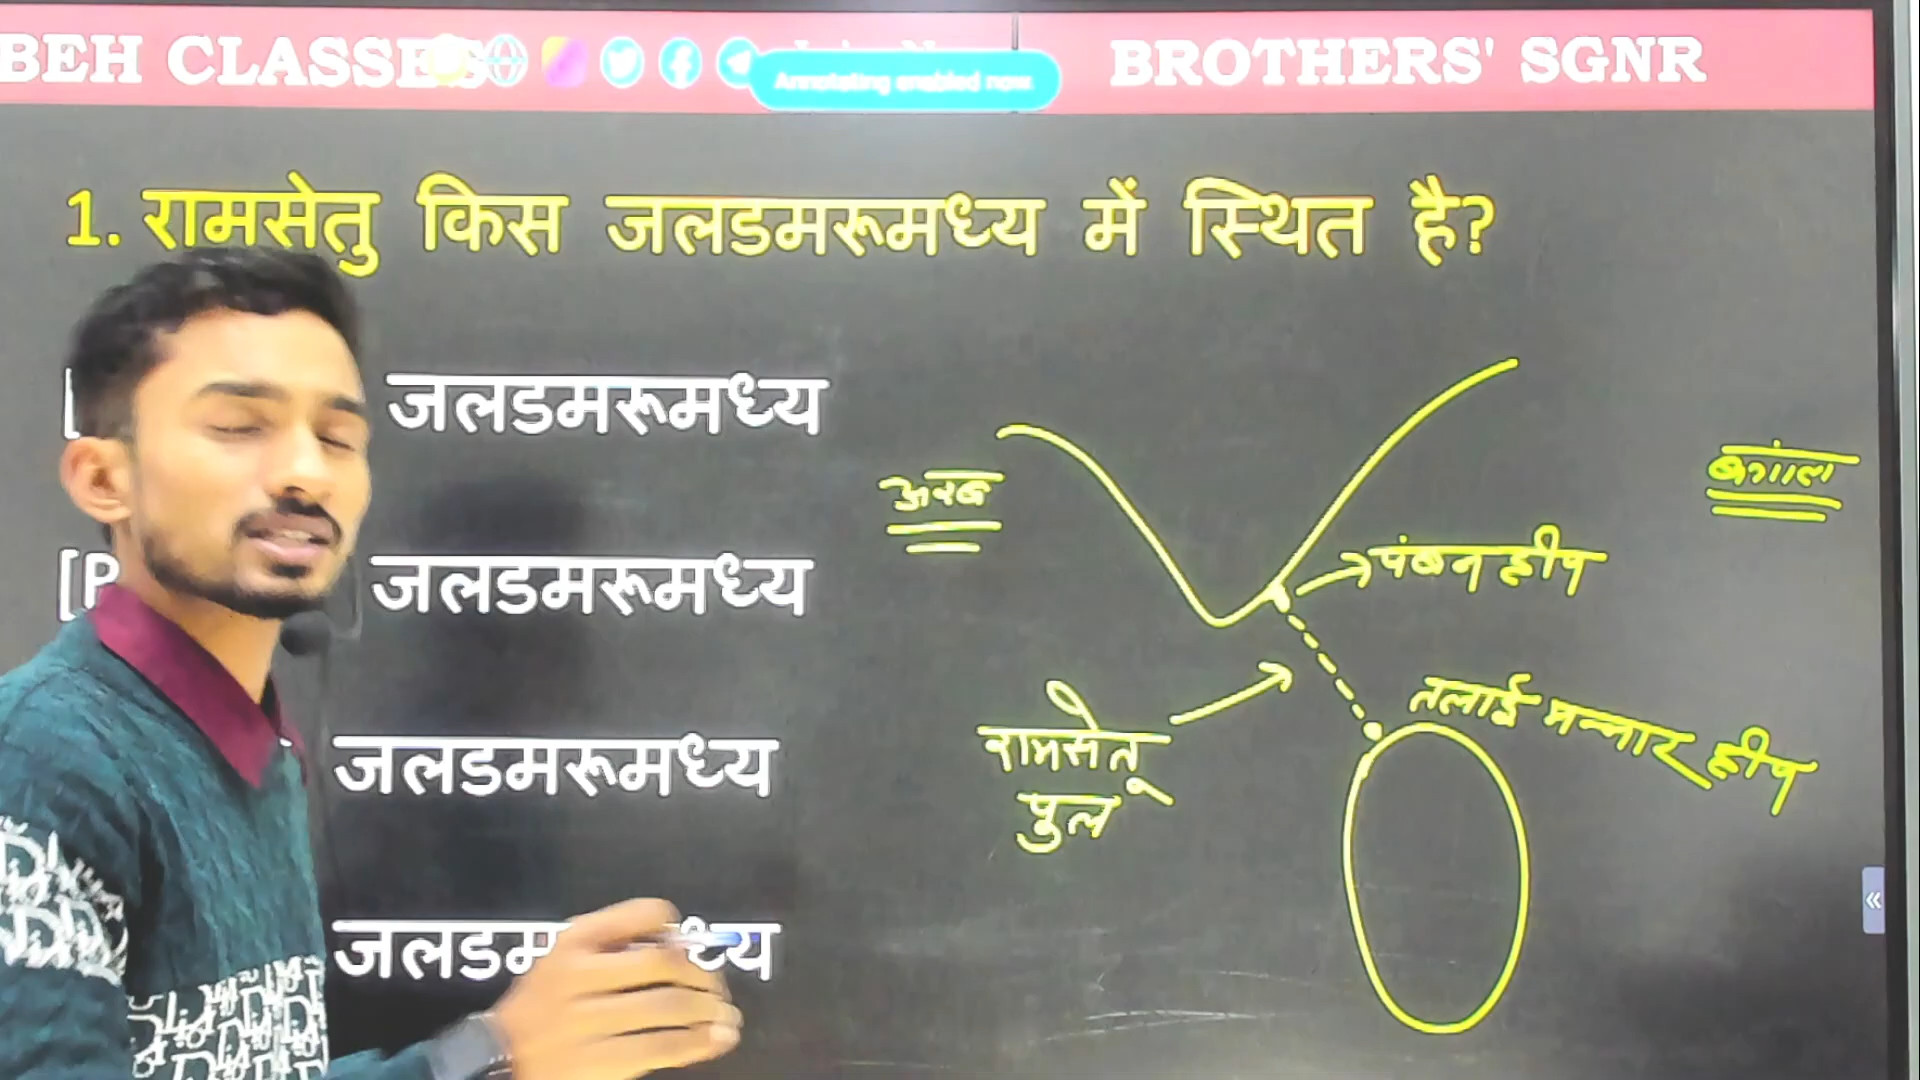 BEH CLASSES
BROTHERS' SGNR
Annotating enabled now
1. रामसेतु किस जलडमरूमध्य में स्थित है?
जलडमरूमध्य
[P जलडमरूमध्य
जलडमरूमध्य
जलडम ध्य
अरब
बंगाल
पंबन द्वीप
तलाई मन्नार द्वीप
रामसेतू
पुल